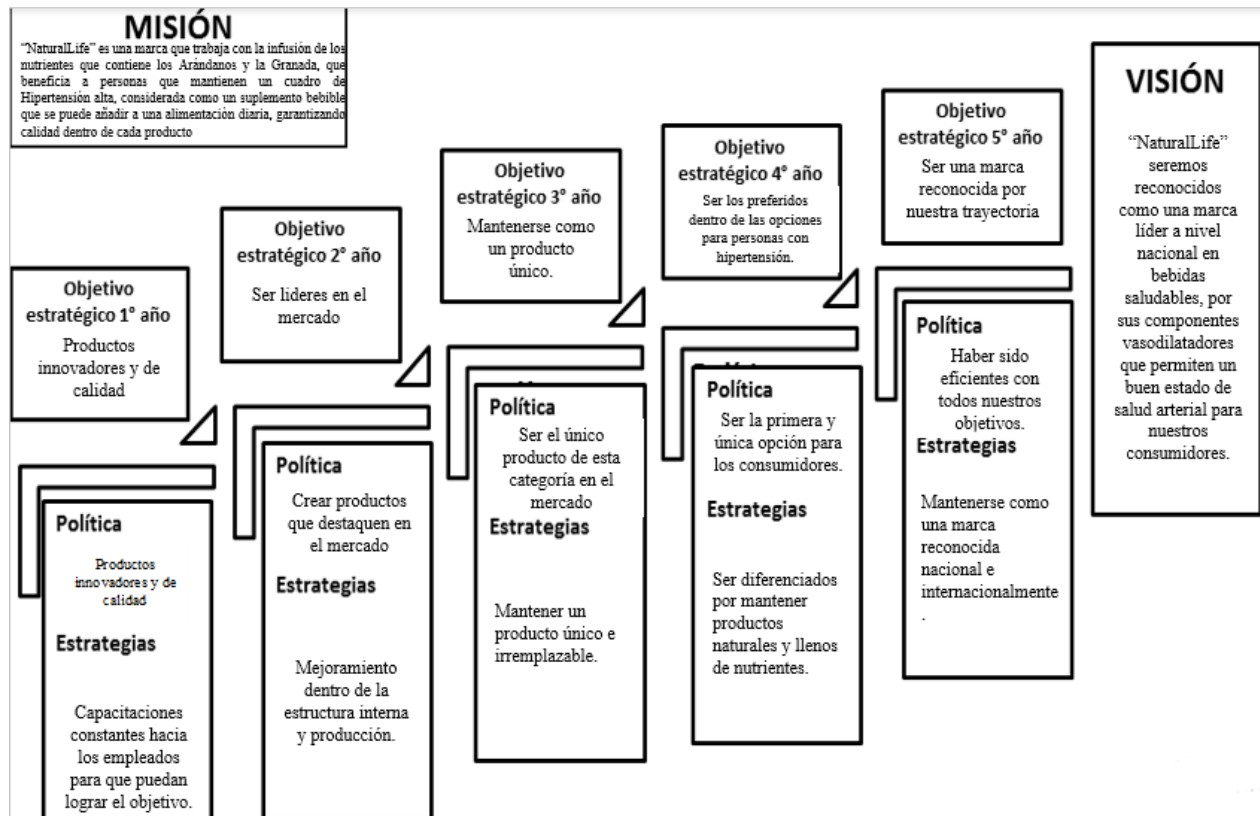 MISIÓN
“NaturalLife” es una marca que trabaja con la infusión de los
nutrientes que contiene los Arándanos y la Granada, que
beneficia a personas que mantienen un cuadro de
Hipertensión alta, considerada como un suplemento bebible
que se puede añadir a una alimentación diaria, garantizando
calidad dentro de cada producto
Objetivo
estratégico 1° año
Productos
innovadores y de
calidad
Política
Productos
innovadores y de
calidad
Estrategias
Capacitaciones
constantes hacia
los empleados
para que puedan
lograr el objetivo.
Objetivo
estratégico 2° año
Ser lideres en el
mercado
Política
Crear productos
que destaquen en
el mercado
Estrategias
Mejoramiento
dentro de la
estructura interna
y producción.
Objetivo
estratégico 3° año
Mantenerse como
un producto
único.
Política
Ser el único
producto de esta
categoría en el
mercado
Estrategias
Mantener un
producto único e
irremplazable.
Objetivo
estratégico 4° año
Ser los preferidos
dentro de las opciones
para personas con
hipertensión.
Política
Ser la primera y
única opción para
los consumidores.
Estrategias
Ser diferenciados
por mantener
productos
naturales y llenos
de nutrientes.
Objetivo
estratégico 5° año
Ser una marca
reconocida por
nuestra trayectoria
Política
Haber sido
eficientes con
todos nuestros
objetivos.
Estrategias
Mantenerse como
una marca
reconocida
nacional e
internacionalmente
.
VISIÓN
“NaturalLife”
seremos
reconocidos
como una marca
líder a nivel
nacional en
bebidas
saludables, por
sus componentes
vasodilatadores
que permiten un
buen estado de
salud arterial para
nuestros
consumidores.